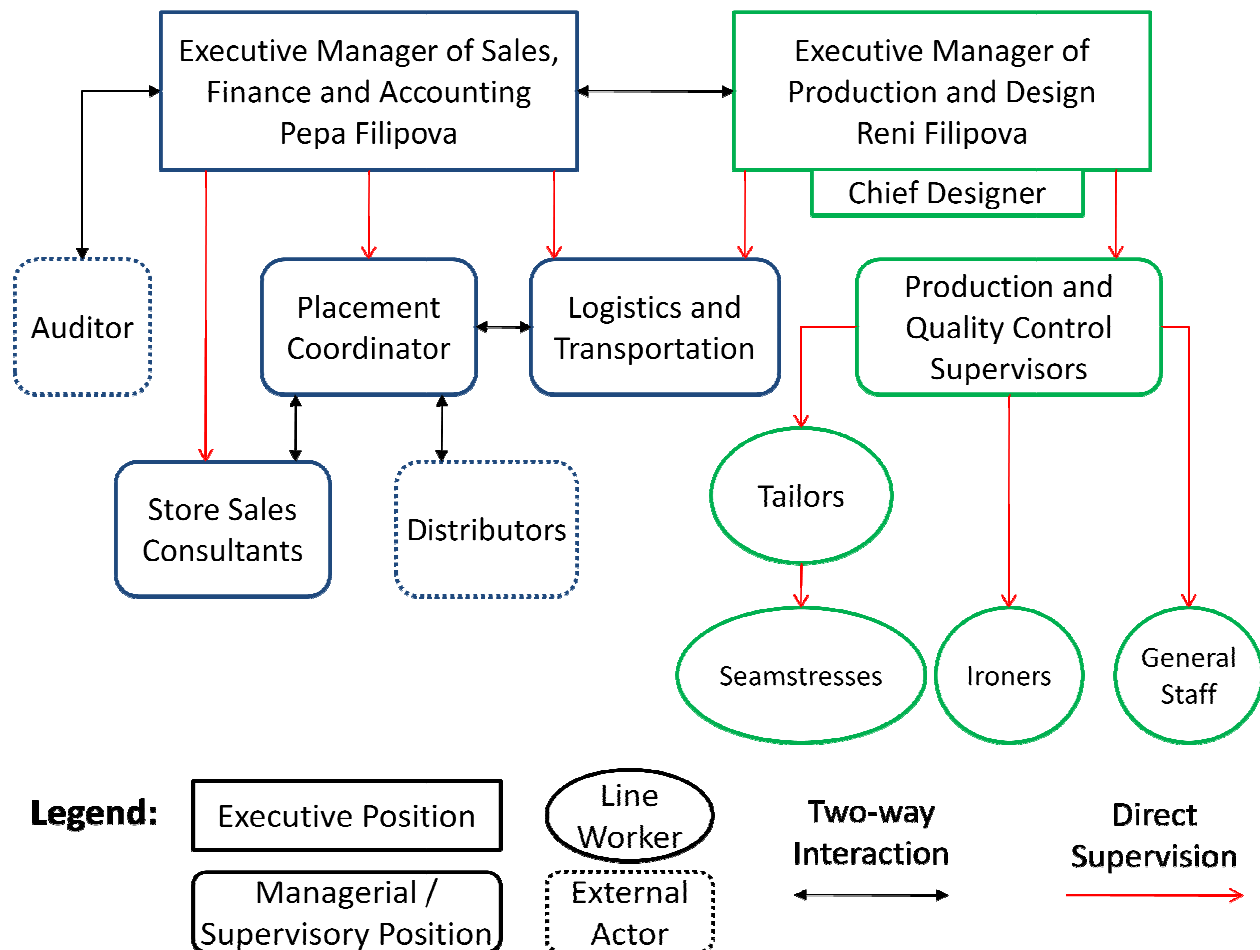 Executive Manager of Sales,
Finance and Accounting
Pepa Filipova
Executive Manager of
Production and Design
Reni Filipova
Chief Designer
Auditor
Placement
Coordinator
Logistics and
Transportation
Production and
Quality Control
Supervisors
Store Sales
Consultants
Distributors
Tailors
Seamstresses
Ironers
General
Staff
Legend:
Executive Position
Line
Worker
Two-way
Interaction
Direct
Supervision
Managerial /
Supervisory Position
External
Actor